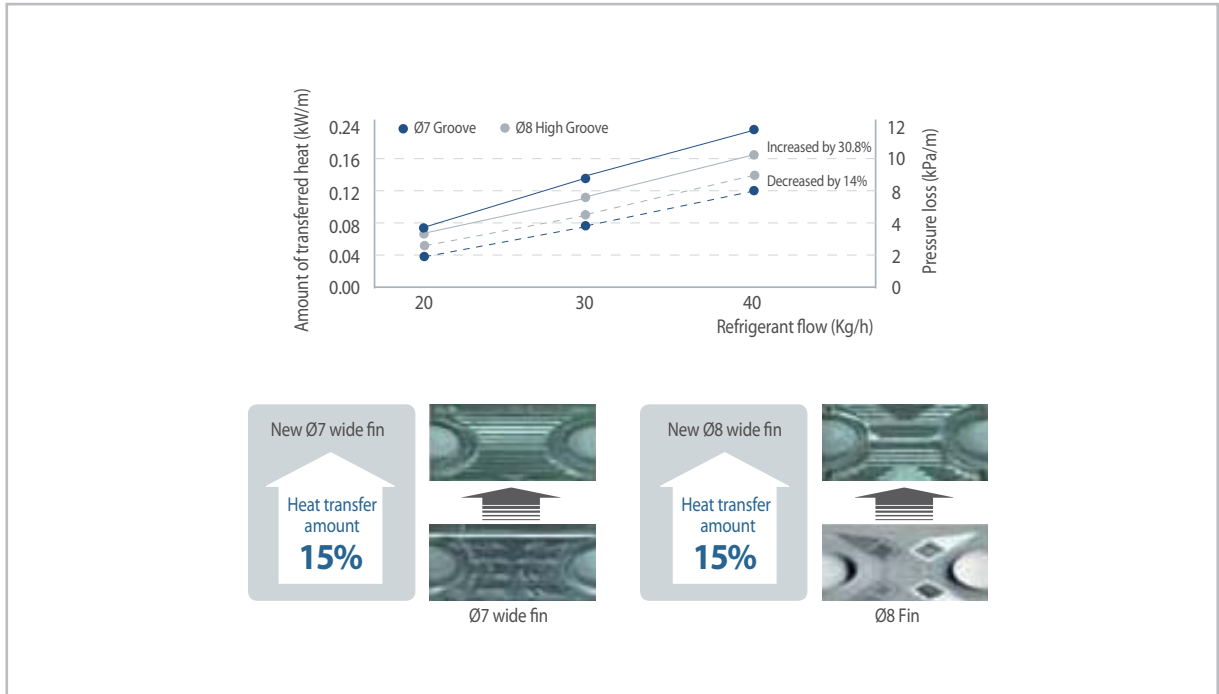 Amount of transferred heat (kW/m)
0.24
0.16
0.12
0.08
0.04
0.00
Ø7 Groove
Ø8 High Groove
Increased by 30.8%
Decreased by 14%
12
10
8
4
2
0
Pressure loss (kPa/m)
20
30
40
Refrigerant flow (Kg/h)
New Ø7 wide fin
Heat transfer
amount
15%
Ø7 wide fin
New Ø8 wide fin
Heat transfer
amount
15%
Ø8 Fin